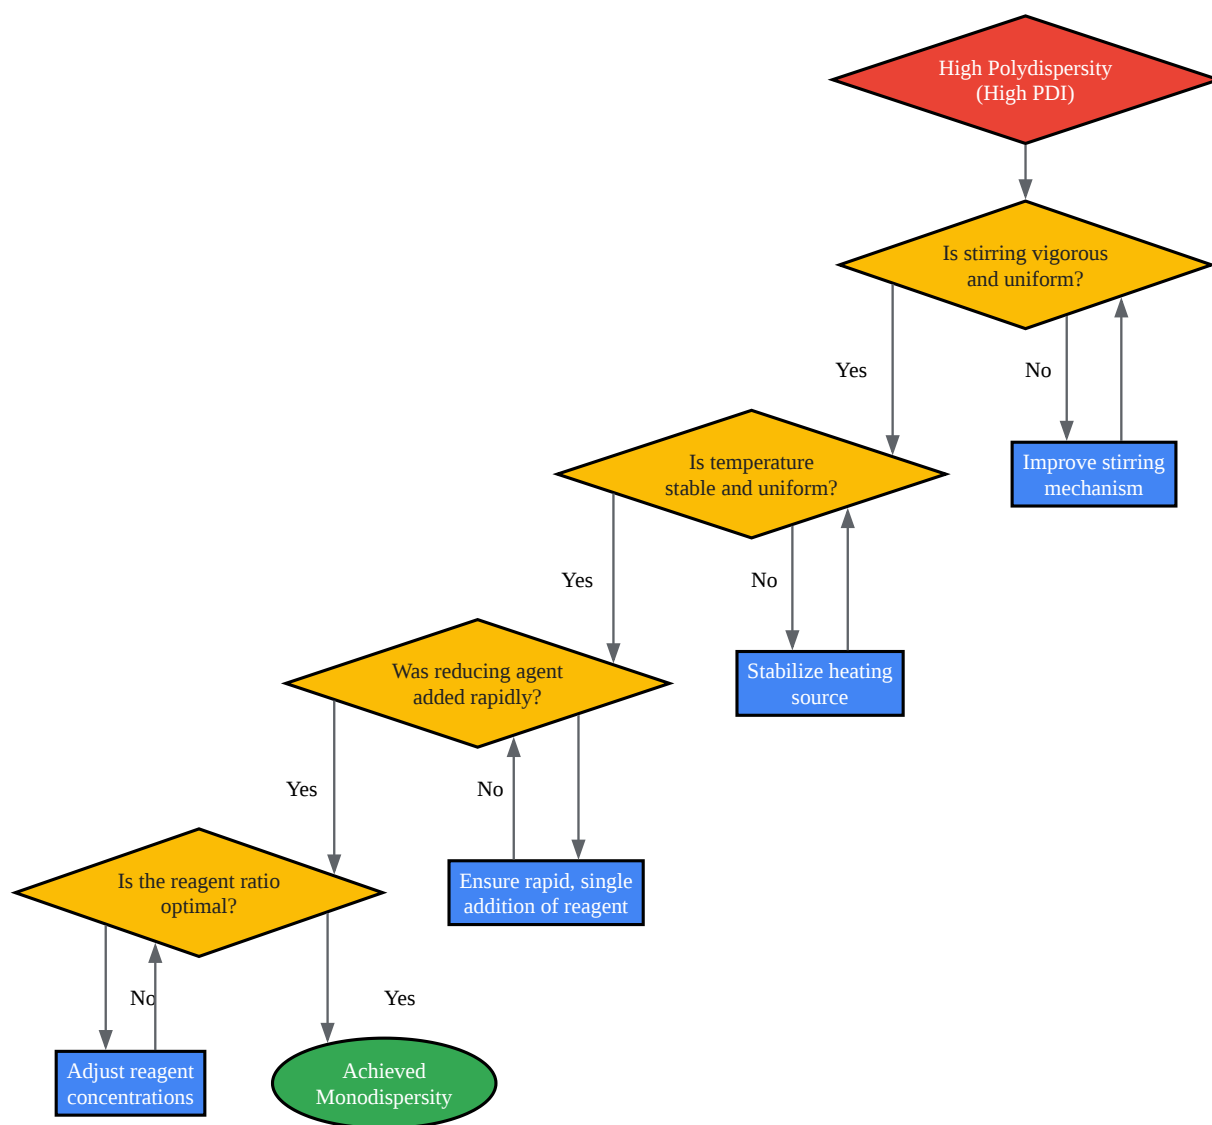 High Polydispersity
(High PDI)
Is stirring vigorous
and uniform?
Yes
No
Is temperature
stable and uniform?
Improve stirring
mechanism
Yes
No
Was reducing agent
added rapidly?
Stabilize heating
source
Yes
No
Is the reagent ratio
optimal?
Ensure rapid, single
addition of reagent
No
Yes
Adjust reagent
concentrations
Achieved
Monodispersity